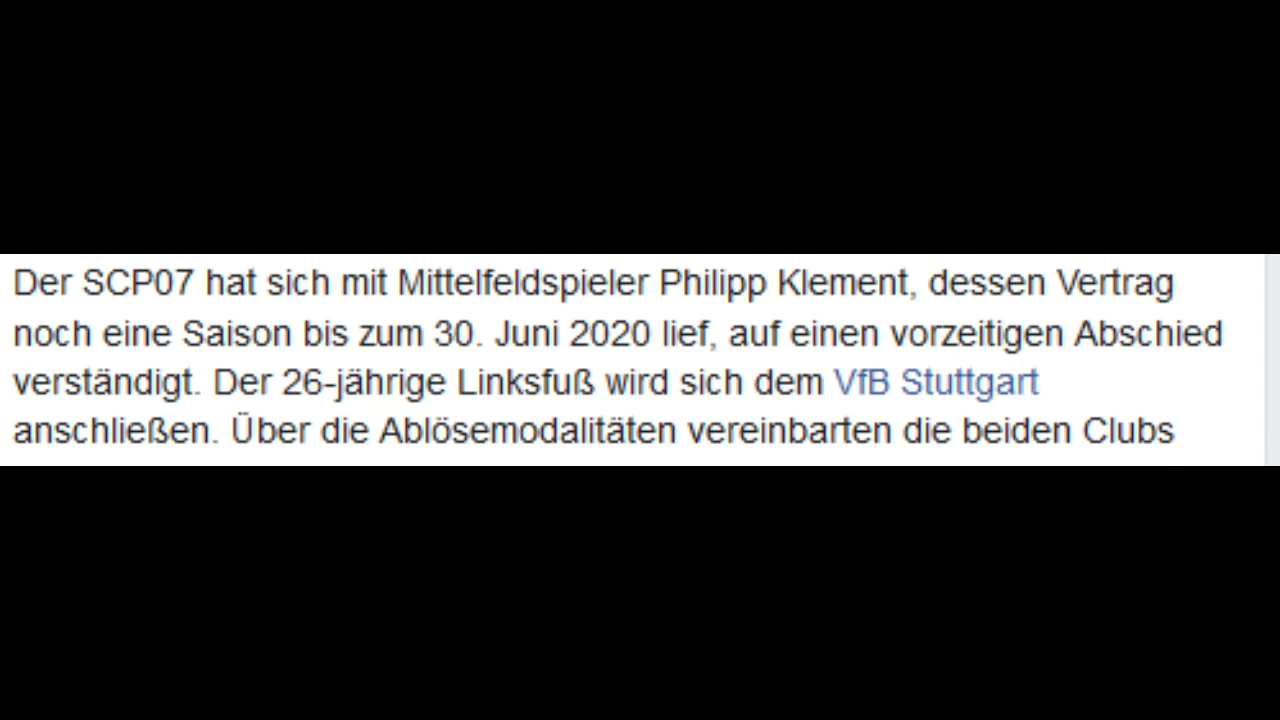 Der SCP07 hat sich mit Mittelfeldspieler Philipp Klement, dessen Vertrag
noch eine Saison bis zum 30. Juni 2020 lief, auf einen vorzeitigen Abschied
verständigt. Der 26-jährige Linksfuß wird sich dem VfB Stuttgart
anschließen. Über die Ablösemodalitäten vereinbarten die beiden Clubs